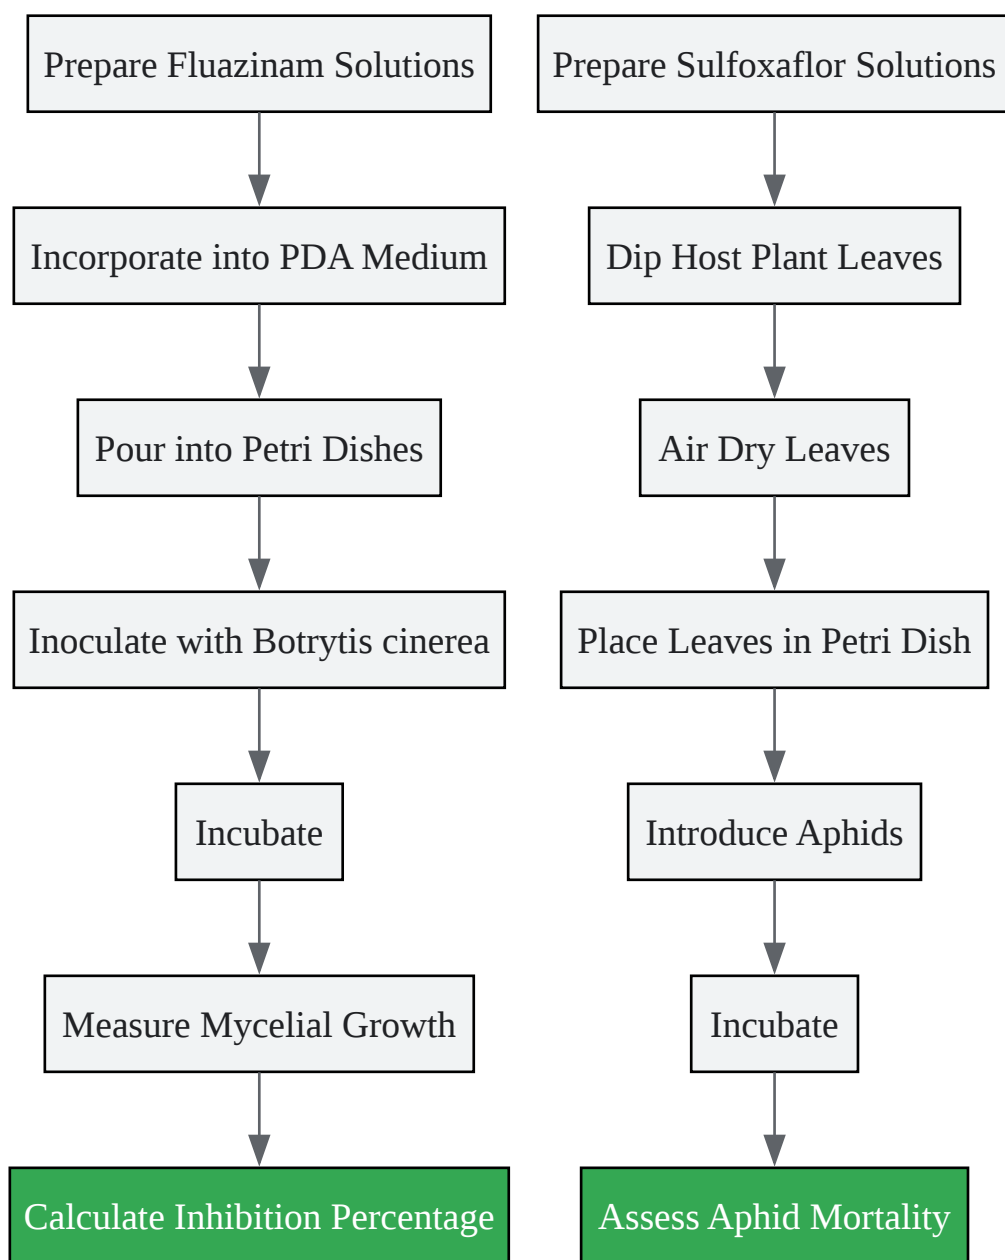 Prepare Fluazinam Solutions
Incorporate into PDA Medium
Pour into Petri Dishes
Inoculate with Botrytis cinerea
Incubate
Measure Mycelial Growth
Calculate Inhibition Percentage
Prepare Sulfoxaflor Solutions
Dip Host Plant Leaves
Air Dry Leaves
Place Leaves in Petri Dish
Introduce Aphids
Incubate
Assess Aphid Mortality